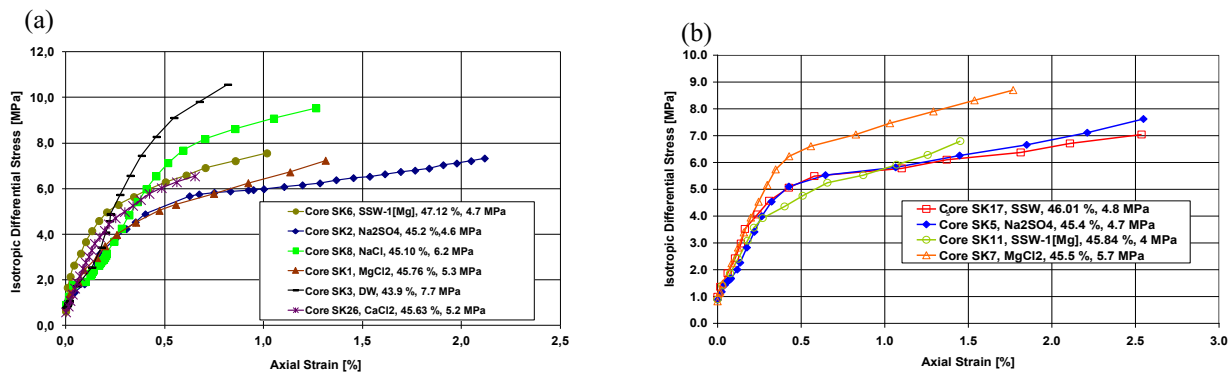 (a)
Isotropic Differential Stress [MPa]
12,0
10,0
8,0
6,0
4,0
2,0
0,0
Core SK6, SSW-1[Mg], 47.12 %, 4.7 MPa
Core SK2, Na2SO4, 45.2 %,4.6 MPa
Core SK8, NaCl, 45.10 %, 6.2 MPa
Core SK1, MgCl2, 45.76 %, 5.3 MPa
Core SK3, DW, 43.9 %, 7.7 MPa
Core SK26, CaCl2, 45.63 %, 5.2 MPa
0,0 0,5 1,0 1,5 2,0 2,5
Axial Strain [%]
(b)
Isotropic Differential Stress [MPa]
10.0
9.0
8.0
7.0
6.0
5.0
4.0
3.0
2.0
1.0
0.0
Core SK17, SSW, 46.01 %, 4.8 MPa
Core SK5, Na2SO4, 45.4 %, 4.7 MPa
Core SK11, SSW-1[Mg], 45.84 %, 4 MPa
Core SK7, MgCl2, 45.5 %, 5.7 MPa
0.0 0.5 1.0 1.5 2.0 2.5 3.0
Axial Strain [%]